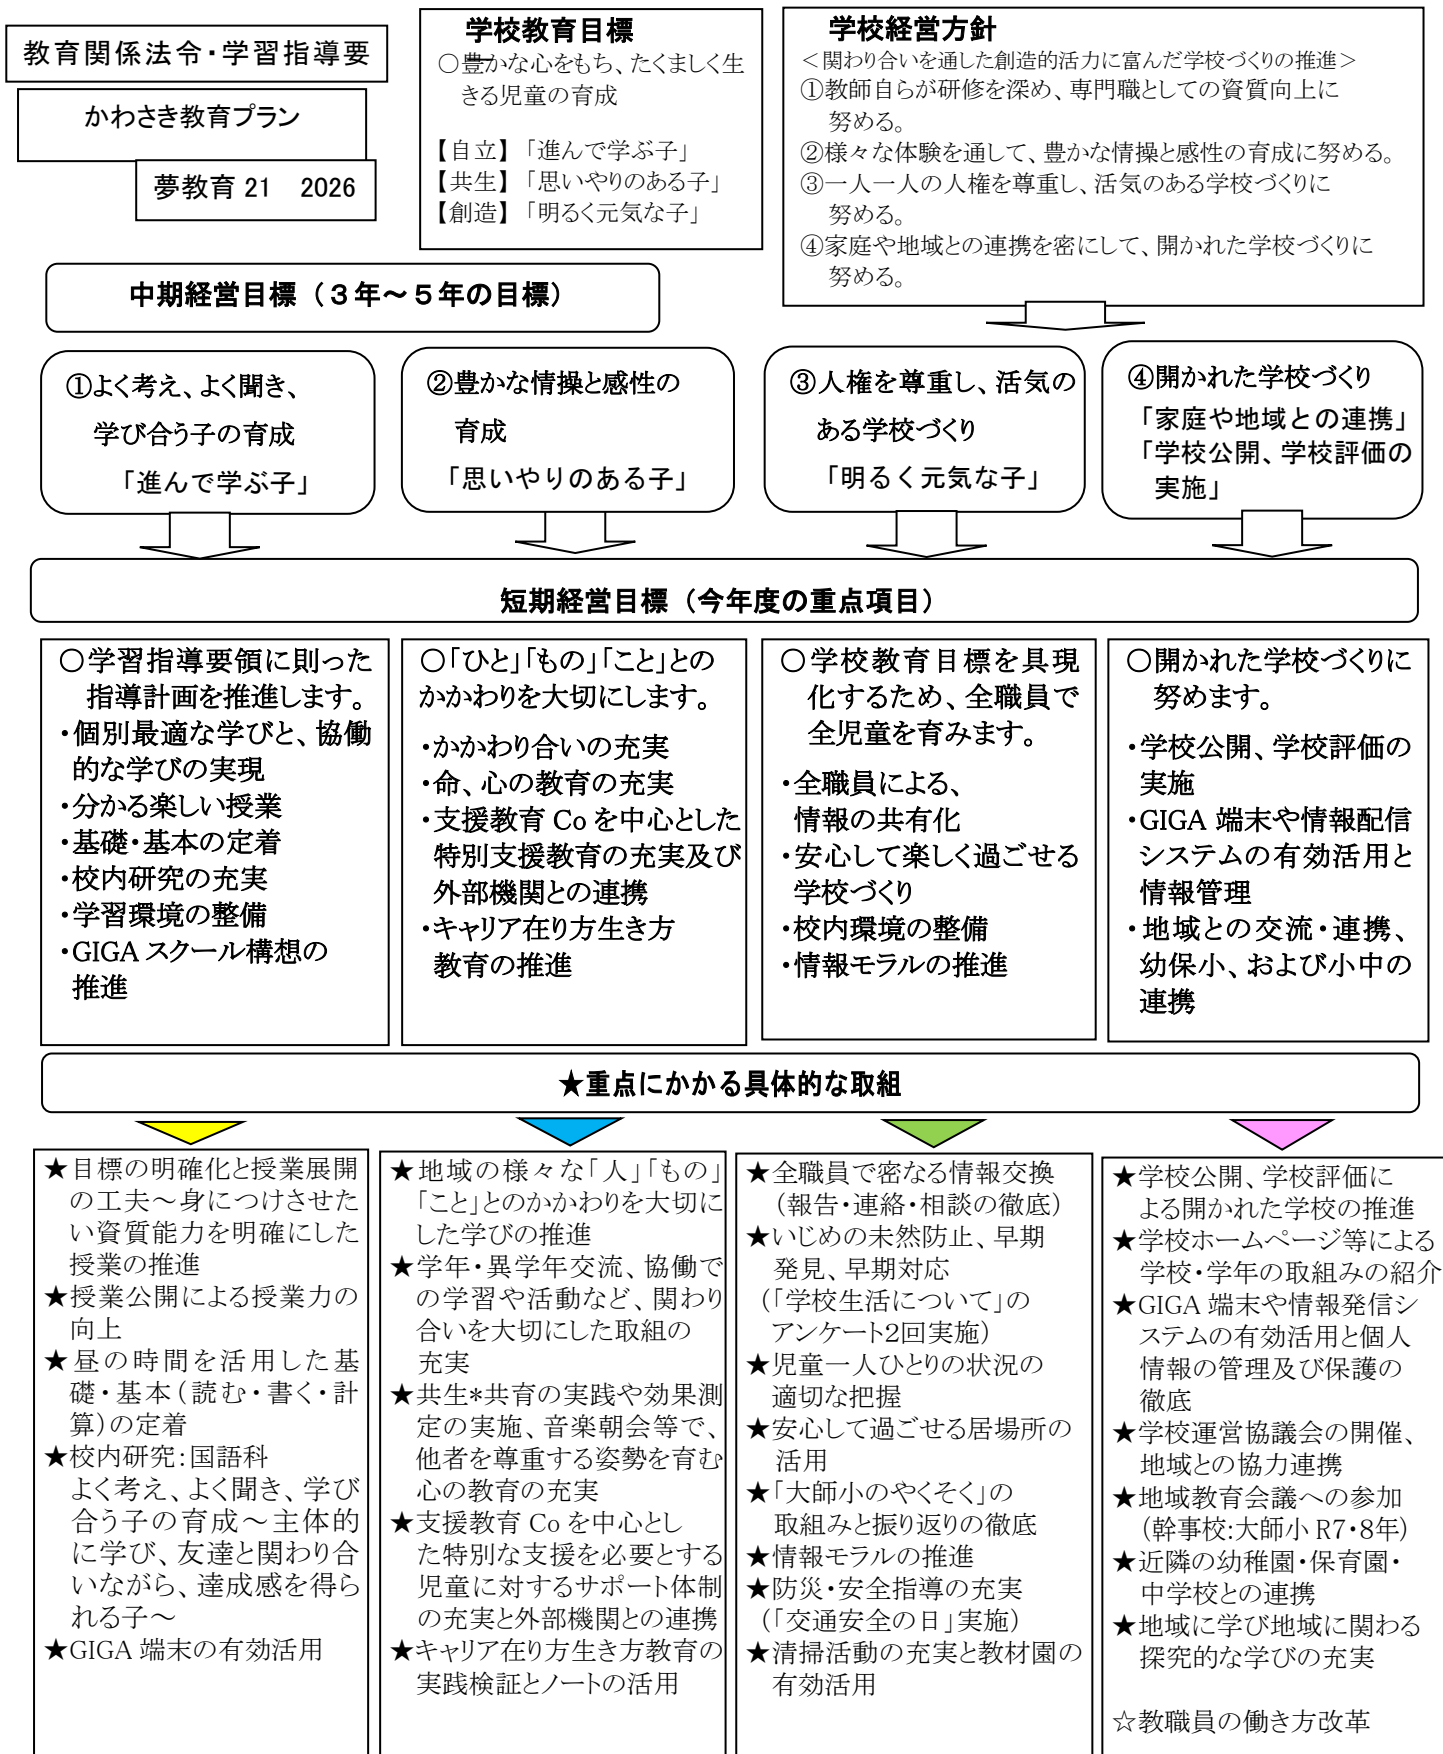 教育関係法令・学習指導要
かわさき教育プラン
夢教育 21　2026
学校教育目標
○豊かな心をもち、たくましく生
きる児童の育成
【自立】「進んで学ぶ子」
【共生】「思いやりのある子」
【創造】「明るく元気な子」
学校経営方針
＜関わり合いを通した創造的活力に富んだ学校づくりの推進＞
①教師自らが研修を深め、専門職としての資質向上に
努める。
②様々な体験を通して、豊かな情操と感性の育成に努める。
③一人一人の人権を尊重し、活気のある学校づくりに
努める。
④家庭や地域との連携を密にして、開かれた学校づくりに
努める。
中期経営目標（３年～５年の目標）
①よく考え、よく聞き、
学び合う子の育成
「進んで学ぶ子」
②豊かな情操と感性の
育成
「思いやりのある子」
③人権を尊重し、活気の
ある学校づくり
「明るく元気な子」
④開かれた学校づくり
「家庭や地域との連携」
「学校公開、学校評価の
実施」
短期経営目標（今年度の重点項目）
○学習指導要領に則った
指導計画を推進します。
・個別最適な学びと、協働
的な学びの実現
・分かる楽しい授業
・基礎・基本の定着
・校内研究の充実
・学習環境の整備
・GIGA スクール構想の
推進
○「ひと」「もの」「こと」との
かかわりを大切にします。
・かかわり合いの充実
・命、心の教育の充実
・支援教育 Co を中心とした
特別支援教育の充実及び
外部機関との連携
・キャリア在り方生き方
教育の推進
○学校教育目標を具現
化するため、全職員で
全児童を育みます。
・全職員による、
情報の共有化
・安心して楽しく過ごせる
学校づくり
・校内環境の整備
・情報モラルの推進
○開かれた学校づくりに
努めます。
・学校公開、学校評価の
実施
・GIGA 端末や情報配信
システムの有効活用と
情報管理
・地域との交流・連携、
幼保小、および小中の
連携
★重点にかかる具体的な取組
★目標の明確化と授業展開
の工夫～身につけさせた
い資質能力を明確にした
授業の推進
★授業公開による授業力の
向上
★昼の時間を活用した基
礎・基本（読む・書く・計
算）の定着
★校内研究：国語科
よく考え、よく聞き、学び
合う子の育成～主体的
に学び、友達と関わり合
いながら、達成感を得ら
れる子～
★GIGA 端末の有効活用
★地域の様々な「人」「もの」
「こと」とのかかわりを大切に
した学びの推進
★学年・異学年交流、協働で
の学習や活動など、関わり
合いを大切にした取組の
充実
★共生*共育の実践や効果測
定の実施、音楽朝会等で、
他者を尊重する姿勢を育む
心の教育の充実
★支援教育 Co を中心とし
た特別な支援を必要とする
児童に対するサポート体制
の充実と外部機関との連携
★キャリア在り方生き方教育の
実践検証とノートの活用
★全職員で密なる情報交換
（報告・連絡・相談の徹底）
★いじめの未然防止、早期
発見、早期対応
（「学校生活について」の
アンケート2回実施）
★児童一人ひとりの状況の
適切な把握
★安心して過ごせる居場所の
活用
★「大師小のやくそく」の
取組みと振り返りの徹底
★情報モラルの推進
★防災・安全指導の充実
（「交通安全の日」実施）
★清掃活動の充実と教材園の
有効活用
★学校公開、学校評価に
よる開かれた学校の推進
★学校ホームページ等による
学校・学年の取組みの紹介
★GIGA 端末や情報発信シ
ステムの有効活用と個人
情報の管理及び保護の
徹底
★学校運営協議会の開催、
地域との協力連携
★地域教育会議への参加
（幹事校:大師小 R7・8年）
★近隣の幼稚園・保育園・
中学校との連携
★地域に学び地域に関わる
探究的な学びの充実
☆教職員の働き方改革